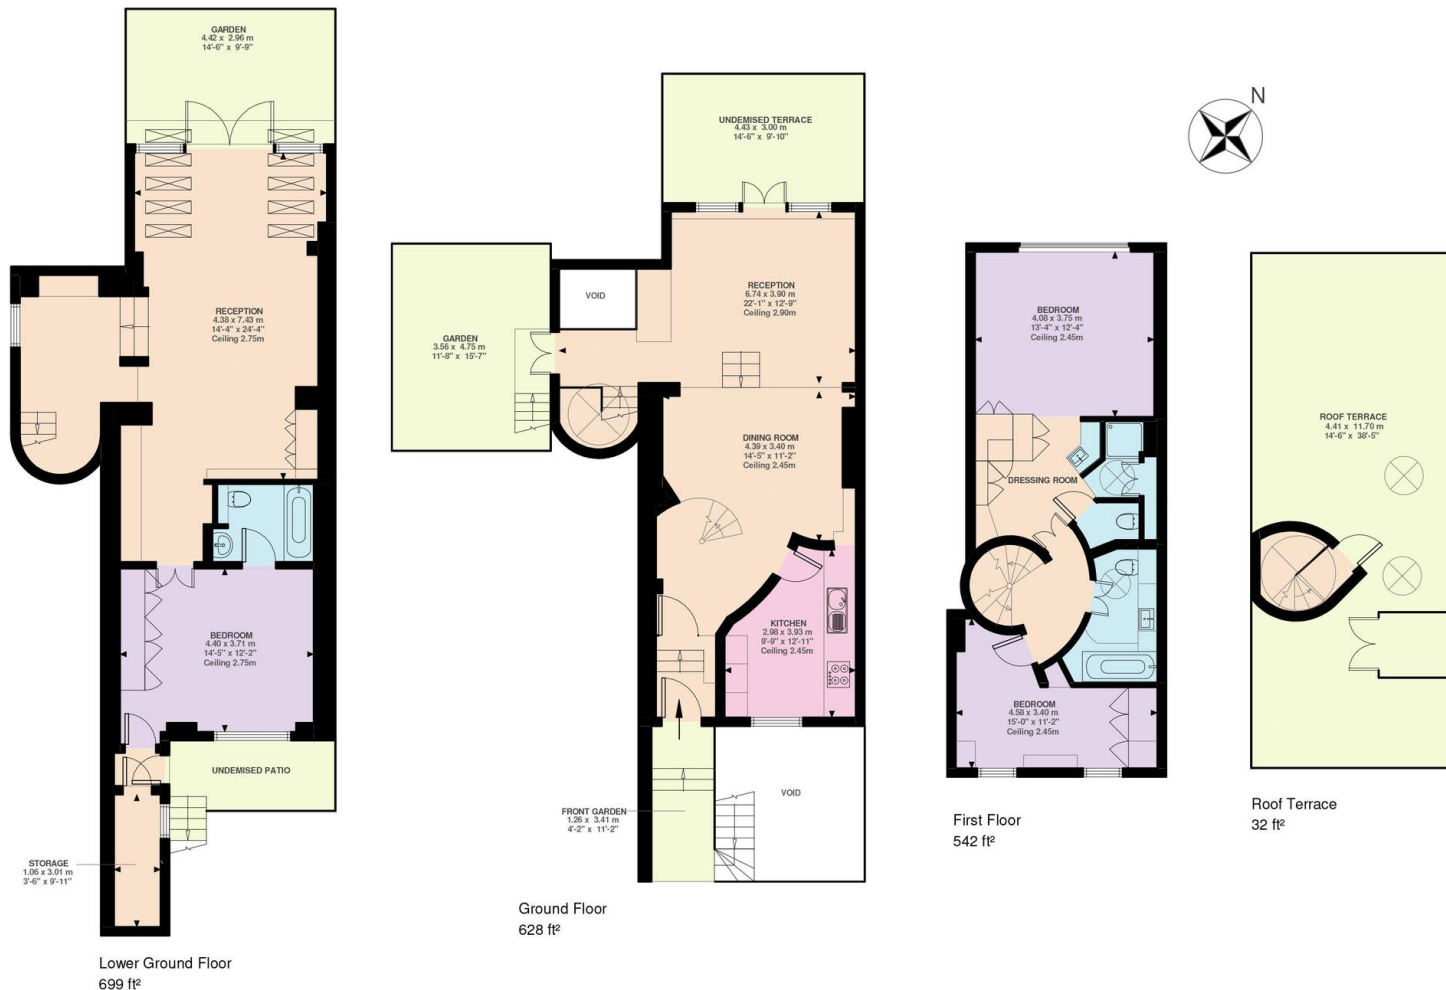 GARDEN
4.42 x 2.96 m
14'-6" x 9'-9"
RECEPTION
4.38 x 7.43 m
14'-4" x 24'-4"
Ceiling 2.75m
BEDROOM
4.40 x 3.71 m
14'-5" x 12'-2"
Ceiling 2.75m
UNDEMISED PATIO
STORAGE
1.06 x 3.01 m
3'-6" x 9'-11"
Lower Ground Floor
699 ft²
UNDEMISED TERRACE
4.43 x 3.00 m
14'-6" x 9'-10"
VOID
RECEPTION
6.74 x 3.90 m
22'-1" x 12'-9"
Ceiling 2.90m
GARDEN
3.56 x 4.75 m
11'-8" x 15'-7"
DINING ROOM
4.39 x 3.40 m
14'-5" x 11'-2"
Ceiling 2.45m
KITCHEN
2.98 x 3.93 m
9'-9" x 12'-11"
Ceiling 2.45m
FRONT GARDEN
1.26 x 3.41 m
4'-2" x 11'-2"
VOID
Ground Floor
628 ft²
N
BEDROOM
4.08 x 3.75 m
13'-4" x 12'-4"
Ceiling 2.45m
DRESSING ROOM
BEDROOM
4.58 x 3.40 m
15'-0" x 11'-2"
Ceiling 2.45m
First Floor
542 ft²
ROOF TERRACE
4.41 x 11.70 m
14'-6" x 38'-5"
Roof Terrace
32 ft²